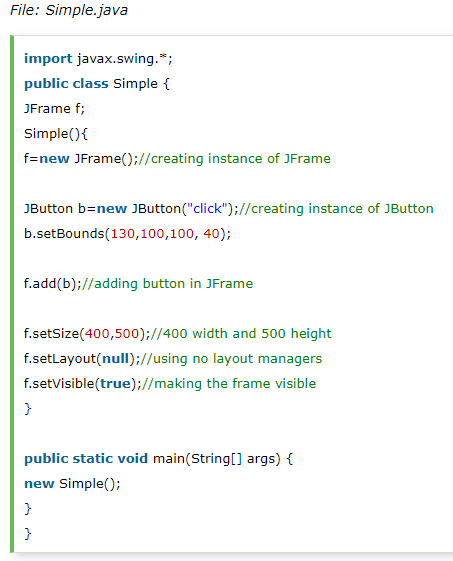 File: Simple.java
import javax.swing.*;
public class Simple {
JFrame f;
Simple(){
f=new JFrame();//creating instance of JFrame
JButton b=new JButton("click");//creating instance of JButton
b.setBounds(130,100,100, 40);
f.add(b);//adding button in JFrame
f.setSize(400,500);//400 width and 500 height
f.setLayout(null);//using no layout managers
f.setVisible(true);//making the frame visible
}
public static void main(String[] args) {
new Simple();
}
}